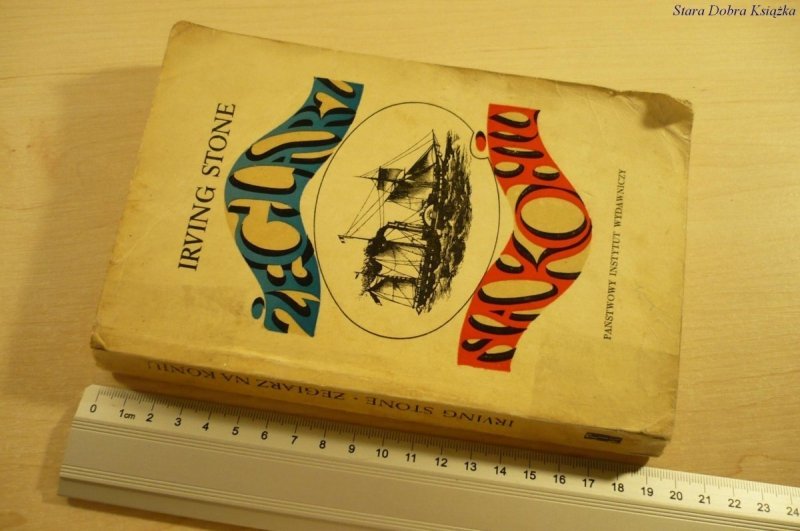 Stara Dobra Książka
IRVING STONE
ŻEGLARZ
NA KONIU
PAŃSTWOWY INSTYTUT WYDAWNICZY
IRVING STONE • ŻEGLARZ NA KONIU
0 1cm 2 3 4 5 6 7 8 9 10 11 12 13 14 15 16 17 18 19 20 21 22 23 24